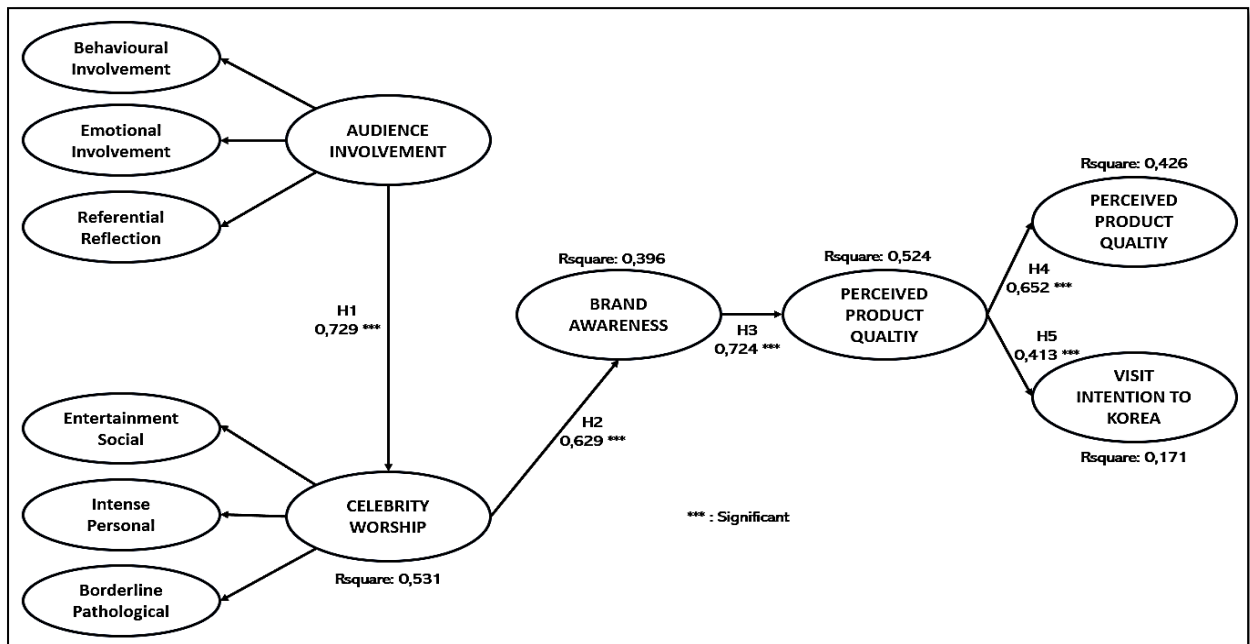 Behavioural
Involvement
Emotional
Involvement
Referential
Reflection
AUDIENCE
INVOLVEMENT
H1
0,729 ***
Entertainment
Social
Intense
Personal
Borderline
Pathological
CELEBRITY
WORSHIP
Rsquare: 0,531
H2
0,629 ***
Rsquare: 0,396
BRAND
AWARENESS
H3
0,724 ***
Rsquare: 0,524
PERCEIVED
PRODUCT
QUALTIY
H4
0,652 ***
Rsquare: 0,426
PERCEIVED
PRODUCT
QUALTIY
H5
0,413 ***
VISIT
INTENTION TO
KOREA
Rsquare: 0,171
*** : Significant